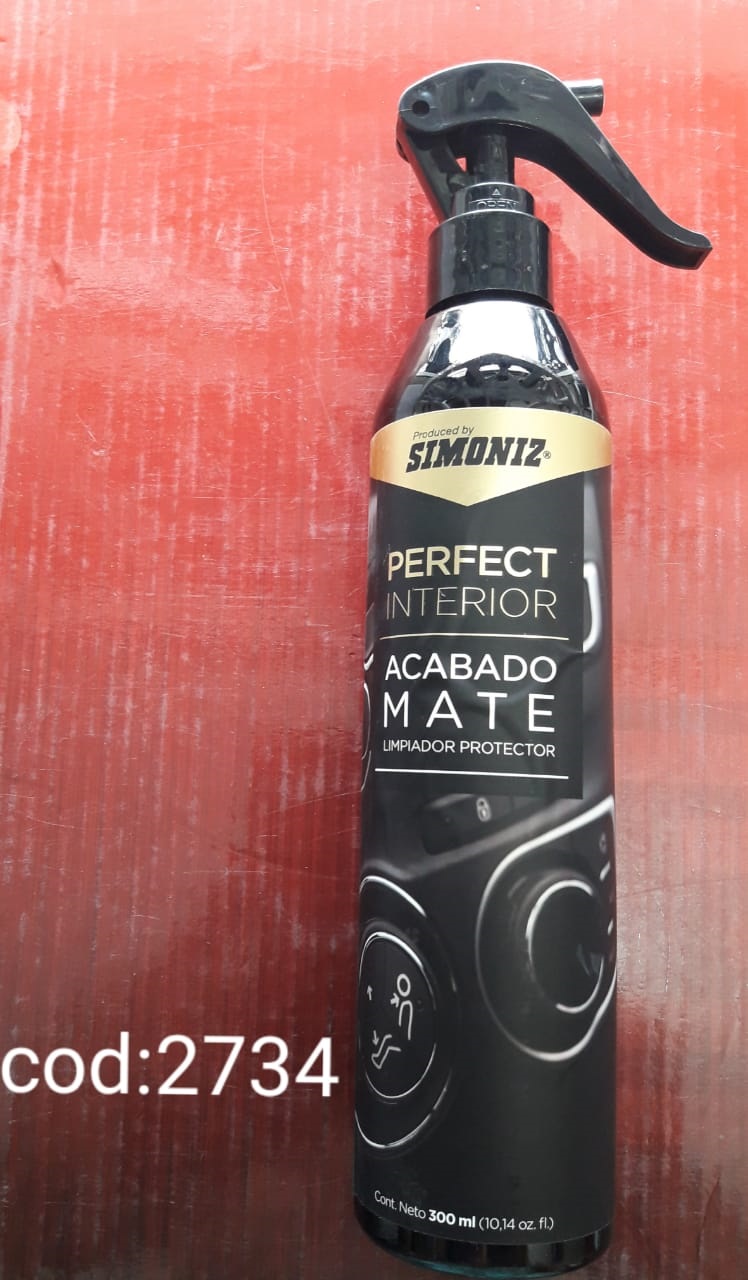 OPEN
Produced by
SIMONIZ®
PERFECT
INTERIOR
ACABADO
MATE
LIMPIADOR PROTECTOR
cod:2734
Cont. Neto 300 ml (10,14 oz. fl.)